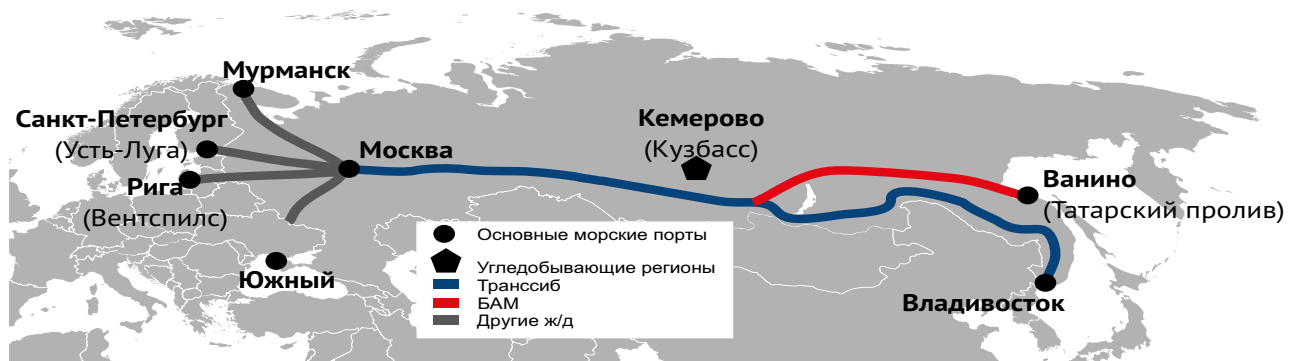 Мурманск
Санкт-Петербург
(Усть-Луга)
Рига
(Вентспилс)
Москва
Кемерово
(Кузбасс)
Ванино
(Татарский пролив)
Южный
Владивосток
Основные морские порты
Угледобывающие регионы
Транссиб
БАМ
Другие ж/д